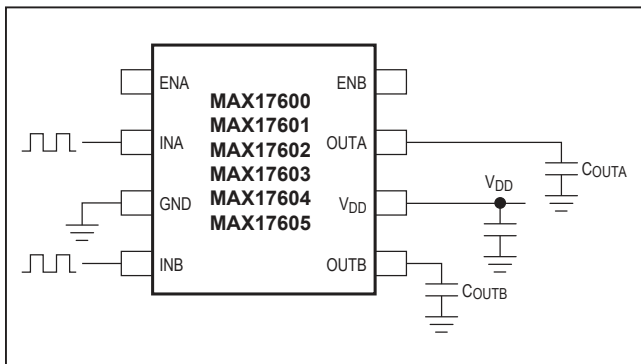 ENA
ENB
MAX17600
MAX17601
MAX17602
MAX17603
MAX17604
MAX17605
INA
OUTA
COUTA
GND
VDD
VDD
INB
OUTB
COUTB